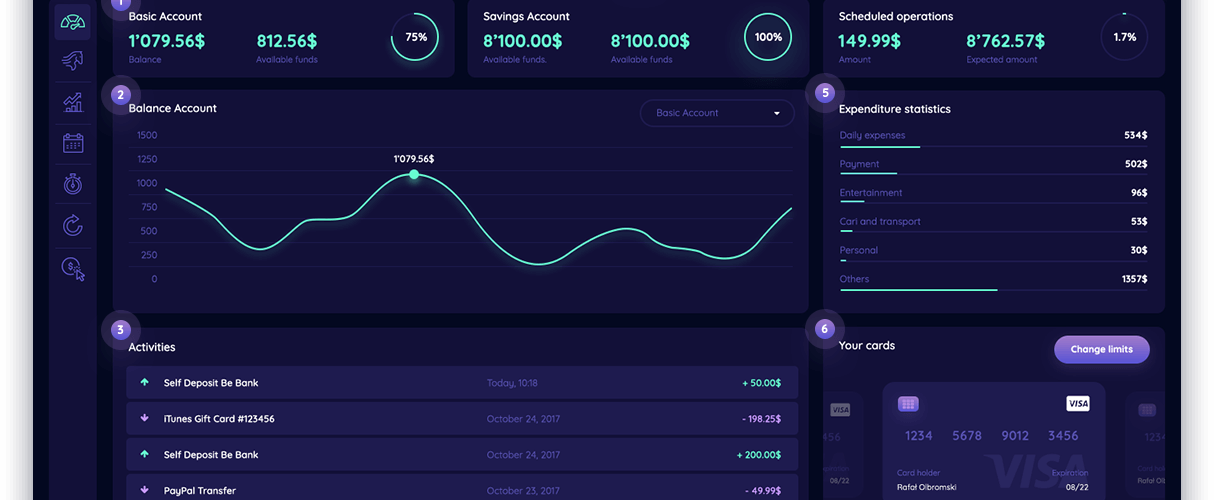 1
Basic Account
1'079.56$
812.56$
75%
Balance
Available funds
Savings Account
8'100.00$
8'100.00$
100%
Available funds.
Available funds
Scheduled operations
149.99$
8'762.57$
1.7%
Amount
Expected amount
2
Balance Account
Basic Account
1500
1250
1000
750
500
250
0
1'079.56$
5
Expenditure statistics
Daily expenses 534$
Payment 502$
Entertainment 96$
Cari and transport 53$
Personal 30$
Others 1357$
3
Activities
Self Deposit Be Bank Today, 10:18 + 50.00$
iTunes Gift Card #123456 October 24, 2017 - 198.25$
Self Deposit Be Bank October 24, 2017 + 200.00$
PayPal Transfer October 23, 2017 - 49.99$
6
Your cards
Change limits
VISA
456
08/22
VISA
1234 5678 9012 3456
VISA
Card holder Expiration
Rafał Olbromski 08/22